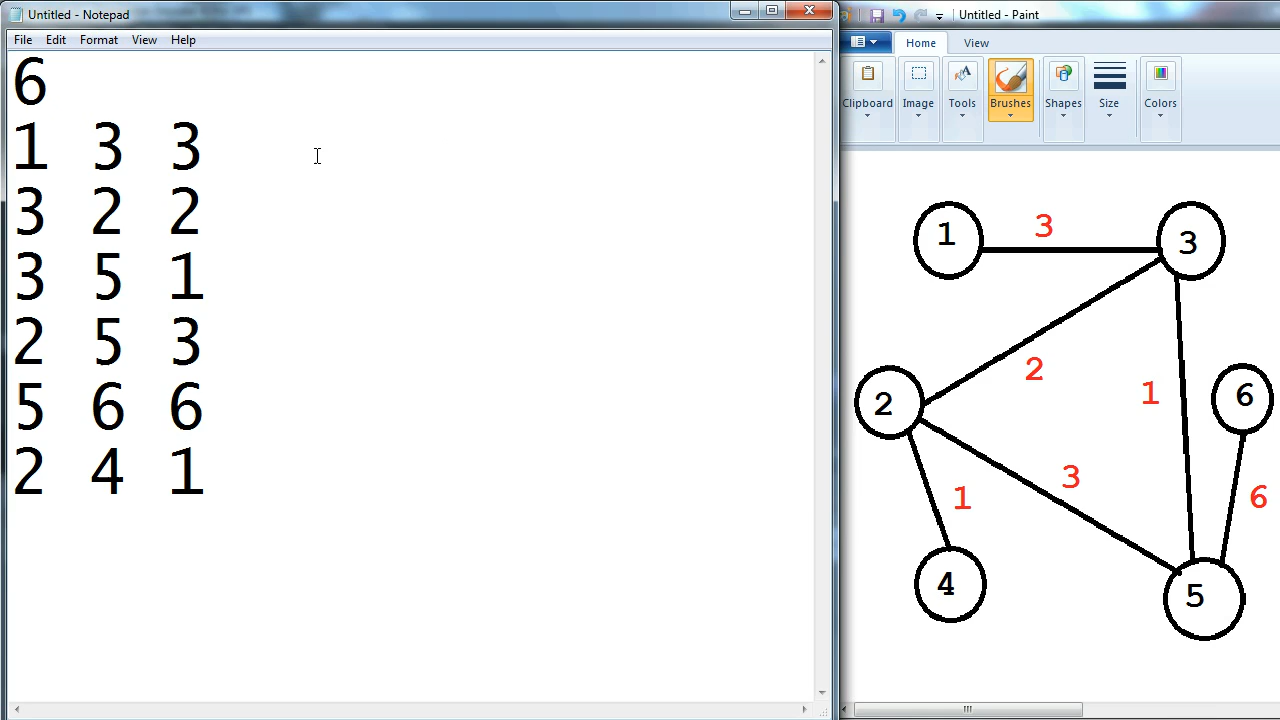 Untitled - Notepad
File Edit Format View Help
6
1 3 3
3 2 2
3 5 1
2 5 3
5 6 6
2 4 1
Untitled - Paint
Home View
Clipboard Image Tools Brushes Shapes Size Colors
1 3 3
2 1 6
2
1 3 6
4 5